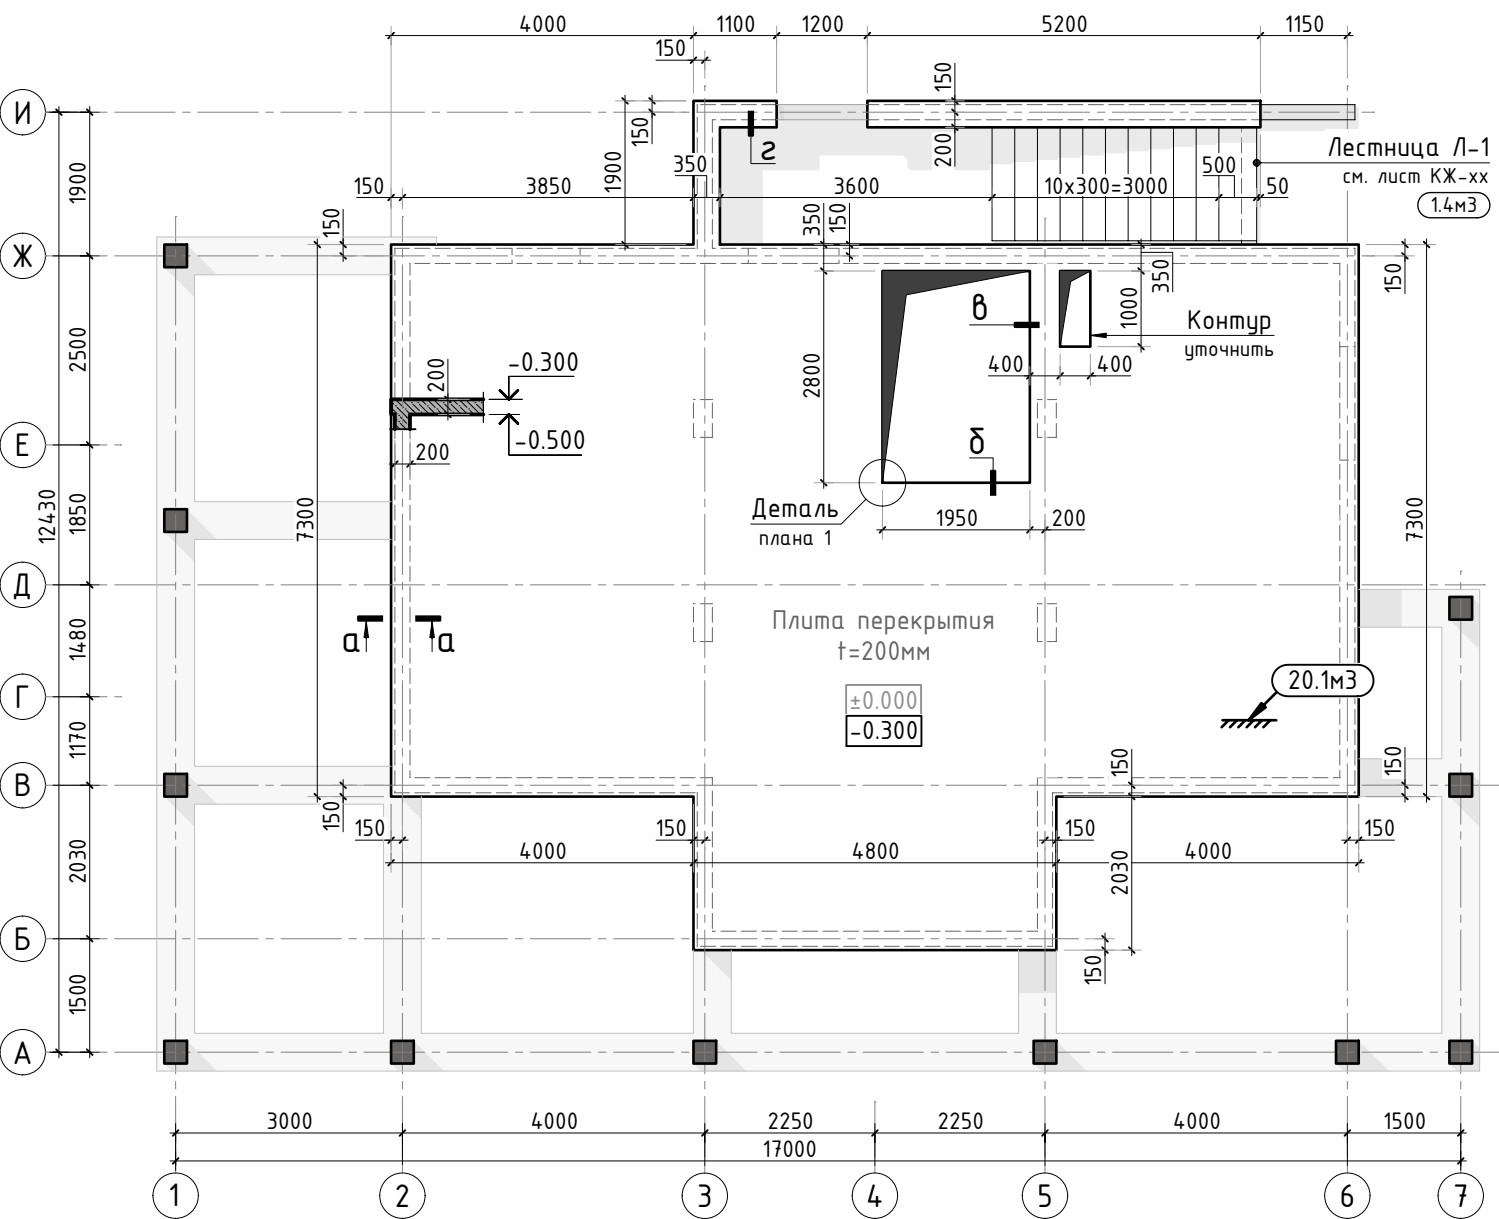 4000 1100 1200 5200 1150
150
150
И
150
200
г
Лестница Л-1
см. лист КЖ-хх
1.4м3
1900
1900
350
150 3850 3600 10х300=3000 500 50
150
350
150
Ж
350
150
в
1000
Контур
уточнить
2500
200
-0.300
2800
400 400
-0.500
200
Е
б
Деталь
плана 1
1950 200
12430
1850
7300
7300
Д
а а
Плита перекрытия
t=200мм
1480
±0.000
-0.300
20.1м3
Г
1170
150
150
В
150
150 150 150 150
4000 4800 4000
2030
2030
Б
150
1500
А
3000 4000 2250 2250 4000 1500
17000
1 2 3 4 5 6 7